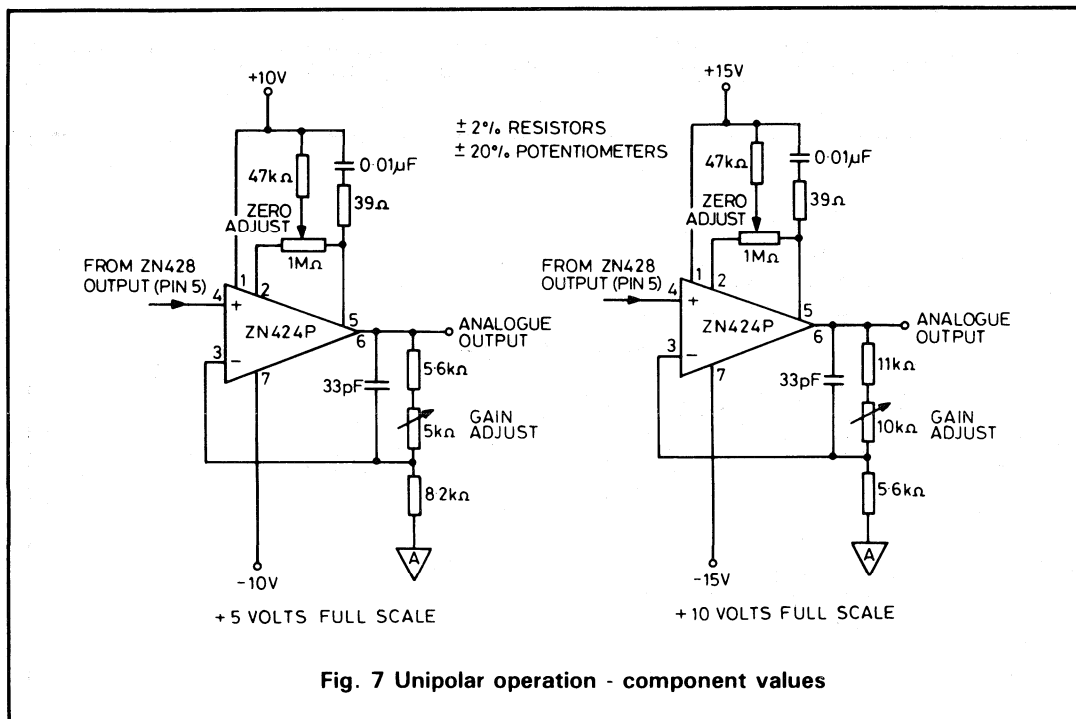 +10V
47kΩ
0·01µF
39Ω
ZERO
ADJUST
1MΩ
FROM ZN428
OUTPUT (PIN 5)
1
2
4
+
ZN424P
5
6
3
−
7
33pF
ANALOGUE
OUTPUT
5·6kΩ
5kΩ
GAIN
ADJUST
8·2kΩ
A
-10V
+5 VOLTS FULL SCALE
± 2% RESISTORS
± 20% POTENTIOMETERS
+15V
47kΩ
0·01µF
39Ω
ZERO
ADJUST
1MΩ
FROM ZN428
OUTPUT (PIN 5)
1
2
4
+
ZN424P
5
6
3
−
7
33pF
ANALOGUE
OUTPUT
11kΩ
10kΩ
GAIN
ADJUST
5·6kΩ
A
-15V
+10 VOLTS FULL SCALE
Fig. 7 Unipolar operation - component values